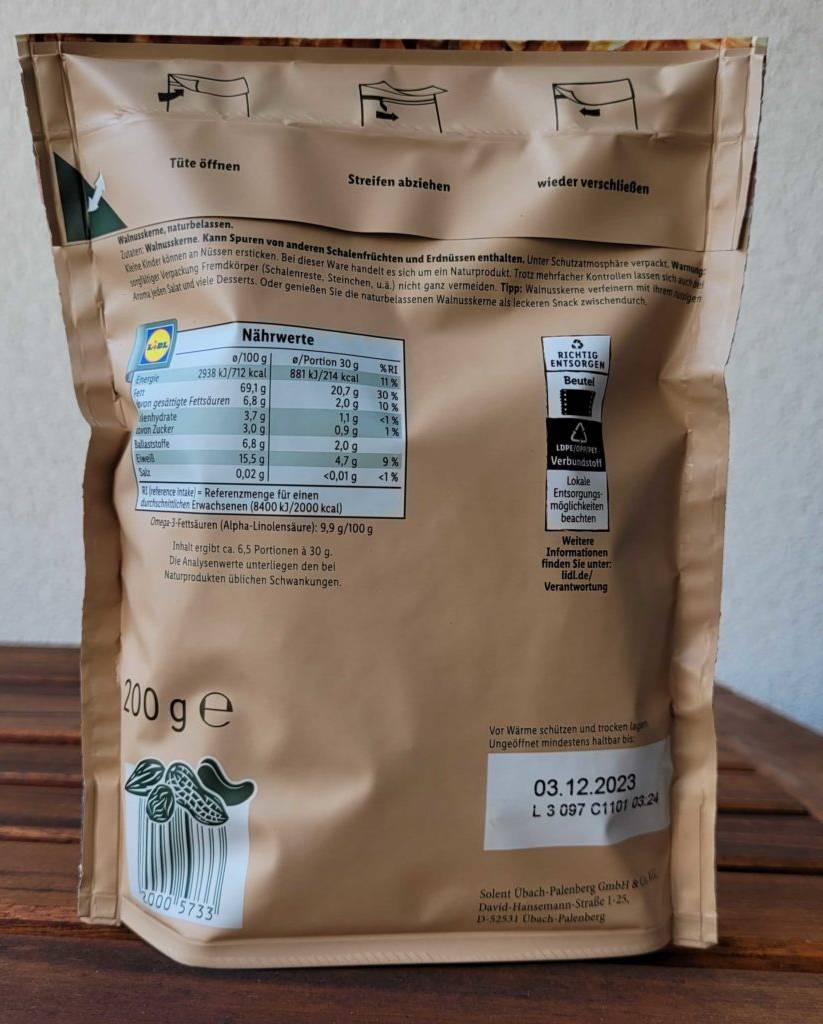 Tüte öffnen
Streifen abziehen
wieder verschließen
Walnusskerne, naturbelassen.
Zutaten: Walnusskerne. Kann Spuren von anderen Schalenfrüchten und Erdnüssen enthalten. Unter Schutzatmosphäre verpackt. Warnung:
Kleine Kinder können an Nüssen ersticken. Bei dieser Ware handelt es sich um ein Naturprodukt. Trotz mehrfacher Kontrollen lassen sich auch bei
sorgfältiger Verpackung Fremdkörper (Schalenreste, Steinchen, u.ä.) nicht ganz vermeiden. Tipp: Walnusskerne verfeinern mit ihrem nussigen
Aroma jeden Salat und viele Desserts. Oder genießen Sie die naturbelassenen Walnusskerne als leckeren Snack zwischendurch.
LIDL
Nährwerte
ø/100 g ø/Portion 30 g %RI
Energie 2938 kJ/712 kcal 881 kJ/214 kcal 11 %
Fett 69,1 g 20,7 g 30 %
davon gesättigte Fettsäuren 6,8 g 2,0 g 10 %
lenhydrate 3,7 g 1,1 g <1 %
davon Zucker 3,0 g 0,9 g 1 %
Ballaststoffe 6,8 g 2,0 g
Eiweiß 15,5 g 4,7 g 9 %
Salz 0,02 g <0,01 g <1 %
RI (reference intake) = Referenzmenge für einen
durchschnittlichen Erwachsenen (8400 kJ/2000 kcal)
Omega-3-Fettsäuren (Alpha-Linolensäure): 9,9 g/100 g
Inhalt ergibt ca. 6,5 Portionen à 30 g.
Die Analysenwerte unterliegen den bei
Naturprodukten üblichen Schwankungen.
RICHTIG
ENTSORGEN
Beutel
LDPE/OPP/PET
Verbundstoff
Lokale
Entsorgungs-
möglichkeiten
beachten
Weitere
Informationen
finden Sie unter:
lidl.de/
Verantwortung
200 g e
Vor Wärme schützen und trocken lagern.
Ungeöffnet mindestens haltbar bis:
03.12.2023
L 3 097 C1101 03:24
2000 5733
Solent Übach-Palenberg GmbH & Co. KG,
David-Hansemann-Straße 1-25,
D-52531 Übach-Palenberg